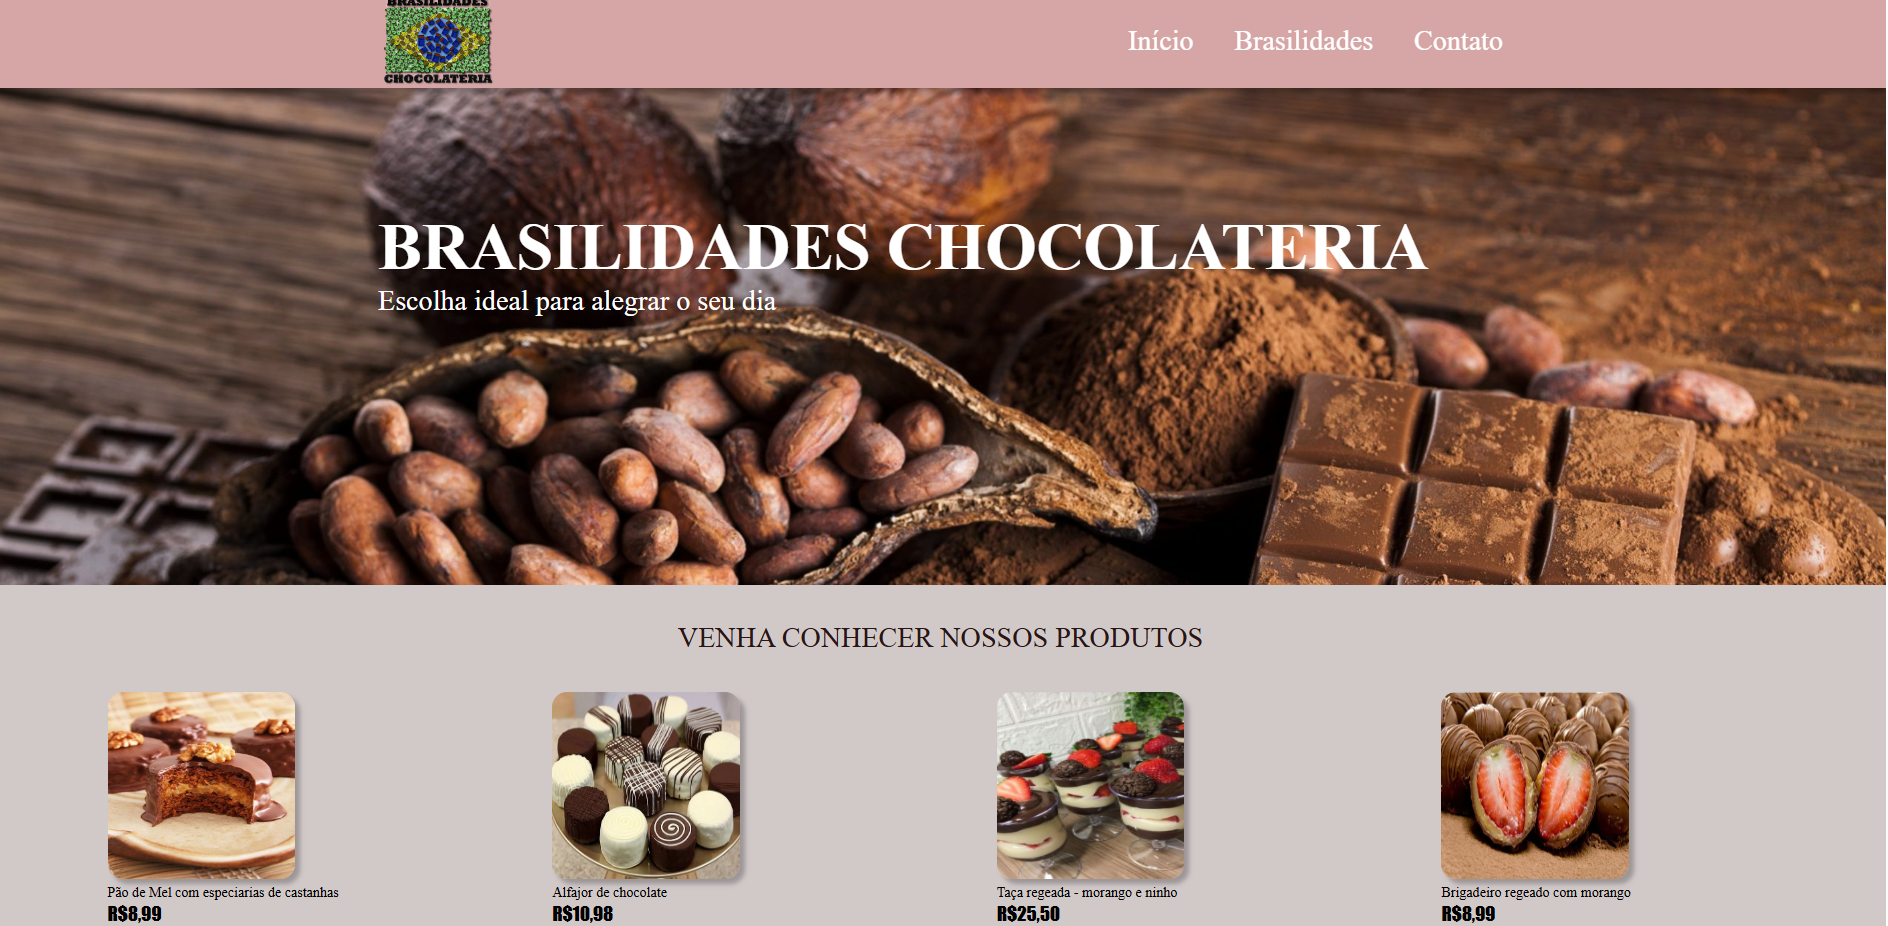 BRASILIDADES
CHOCOLATERIA
Início Brasilidades Contato
BRASILIDADES CHOCOLATERIA
Escolha ideal para alegrar o seu dia
VENHA CONHECER NOSSOS PRODUTOS
Pão de Mel com especiarias de castanhas
R$8,99
Alfajor de chocolate
R$10,98
Taça regeada - morango e ninho
R$25,50
Brigadeiro regeado com morango
R$8,99